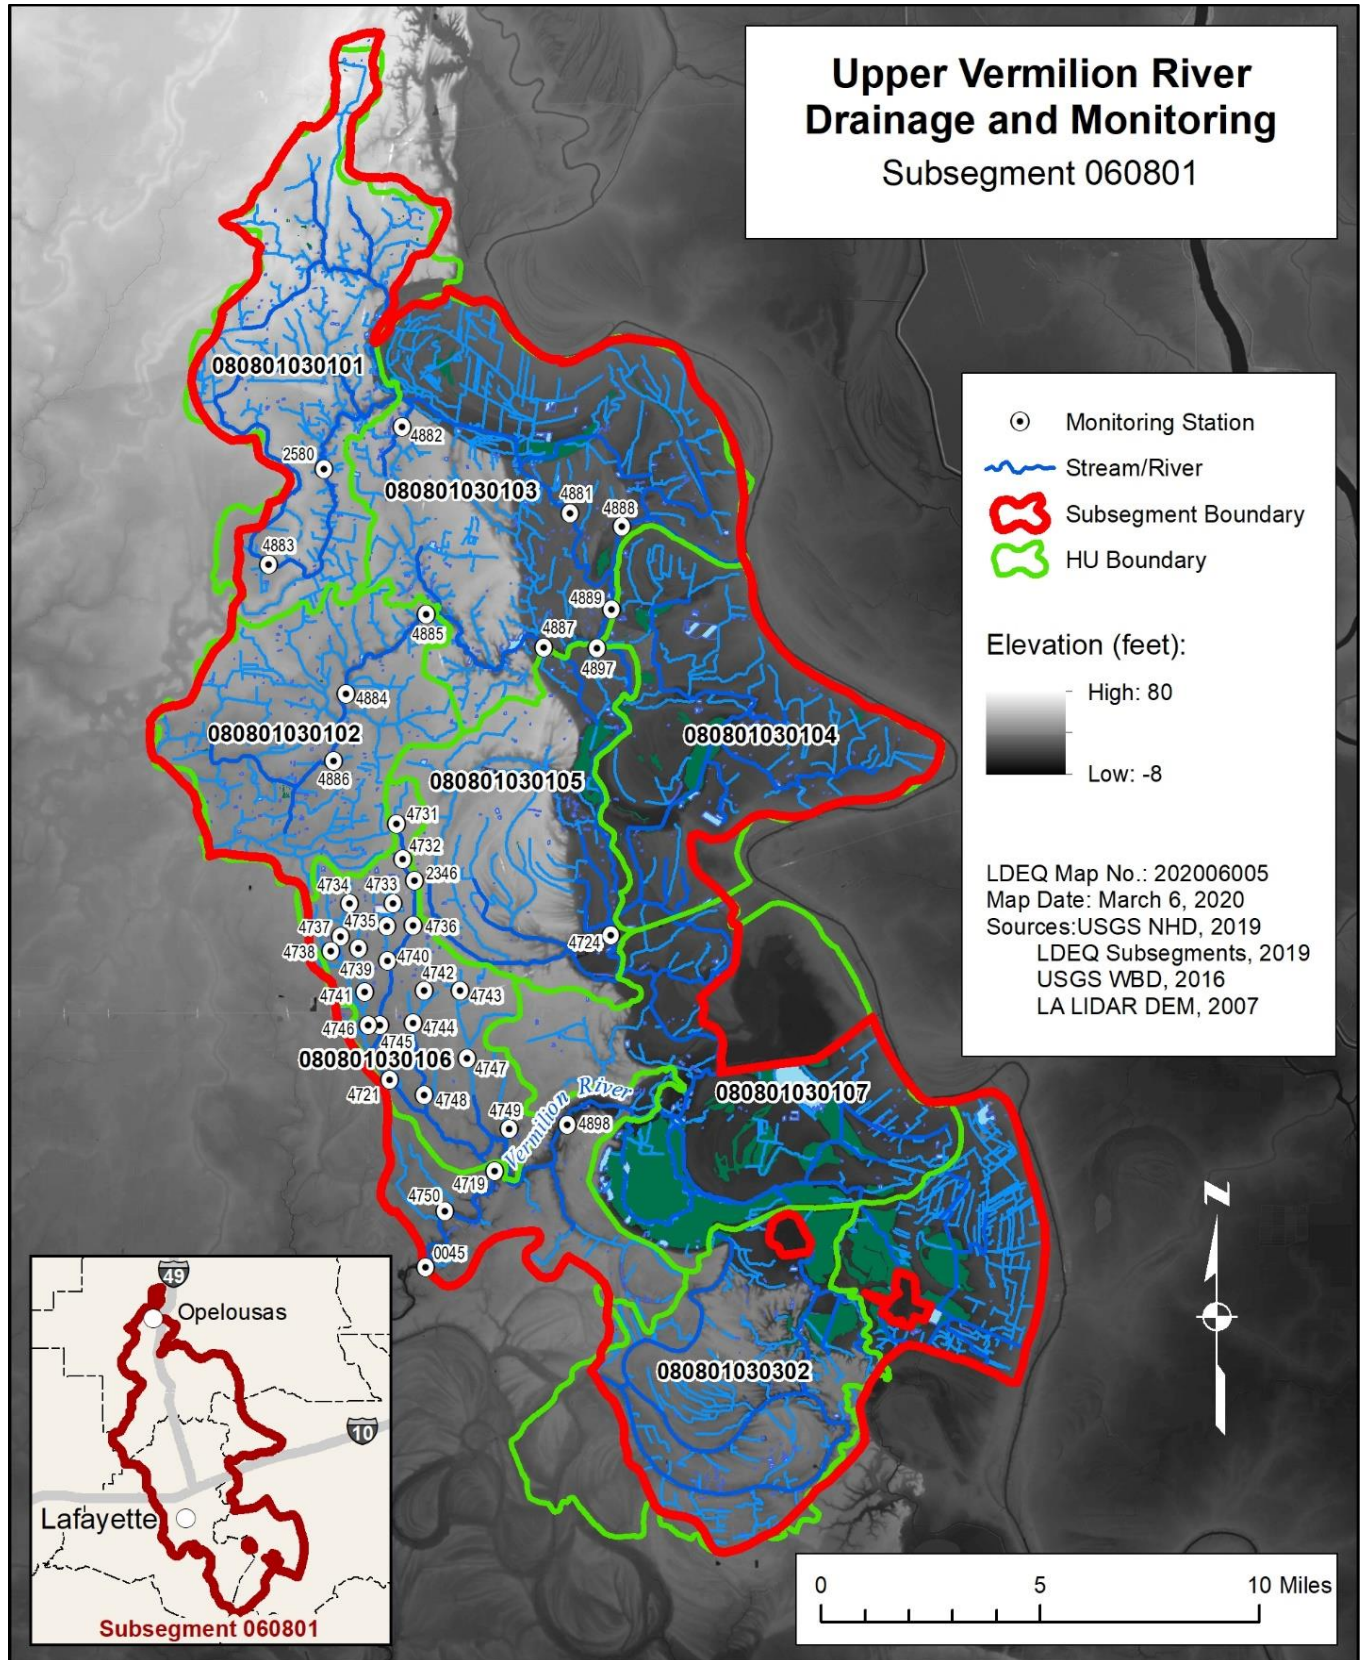 Upper Vermilion River
Drainage and Monitoring
Subsegment 060801
Monitoring Station
Stream/River
Subsegment Boundary
HU Boundary
Elevation (feet):
High: 80
Low: -8
LDEQ Map No.: 202006005
Map Date: March 6, 2020
Sources:USGS NHD, 2019
LDEQ Subsegments, 2019
USGS WBD, 2016
LA LIDAR DEM, 2007
080801030101
4882
2580
080801030103
4881
4888
4883
4889
4885
4887
4897
4884
080801030102
080801030104
4886
080801030105
4731
4732
2346
4734
4733
4737
4735
4736
4724
4738
4739
4740
4742
4741
4743
4746
4745
4744
080801030106
4747
4721
4748
4749
Vermilion River
4898
080801030107
4719
4750
0045
080801030302
N
49
Opelousas
10
Lafayette
Subsegment 060801
0 5 10 Miles